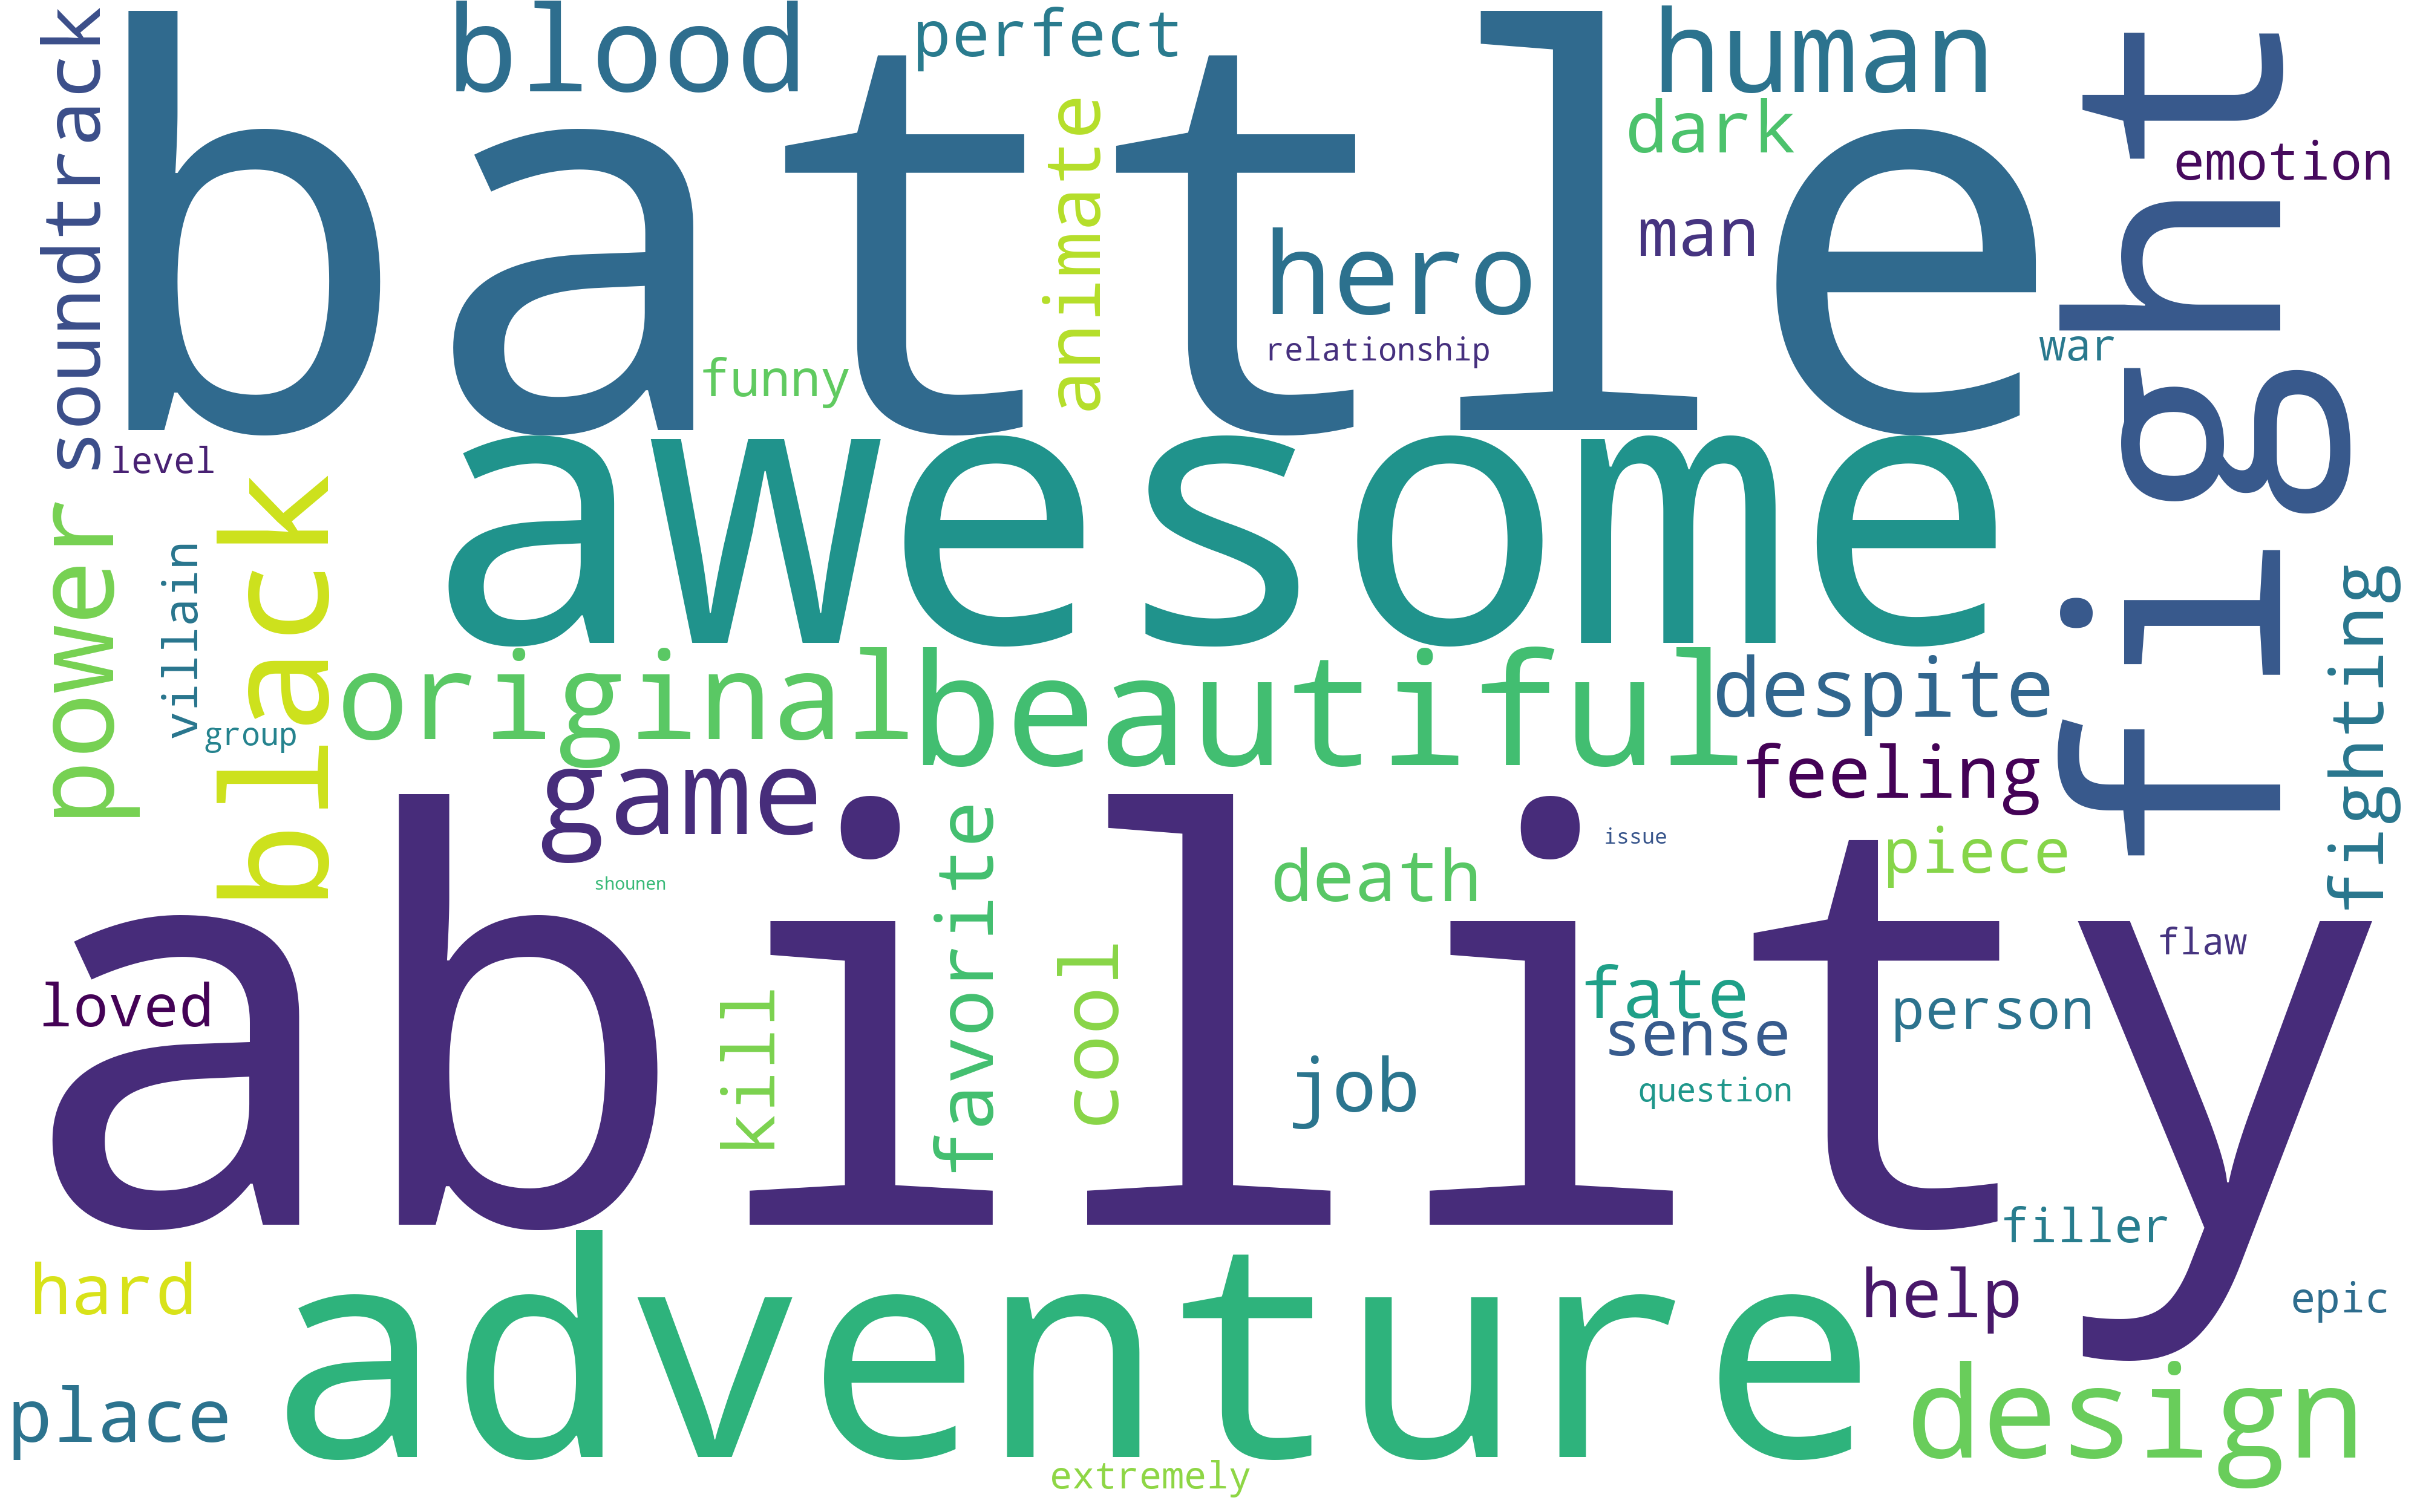 soundtrack
battle
blood
perfect
human
dark
emotion
fight
animate
man
hero
relationship
war
funny
level
awesome
power
villain
black
group
original
beautiful
despite
fighting
feeling
game
issue
piece
shounen
favorite
death
flaw
ability
loved
kill
cool
fate
person
sense
job
question
filler
hard
adventure
help
epic
place
design
extremely